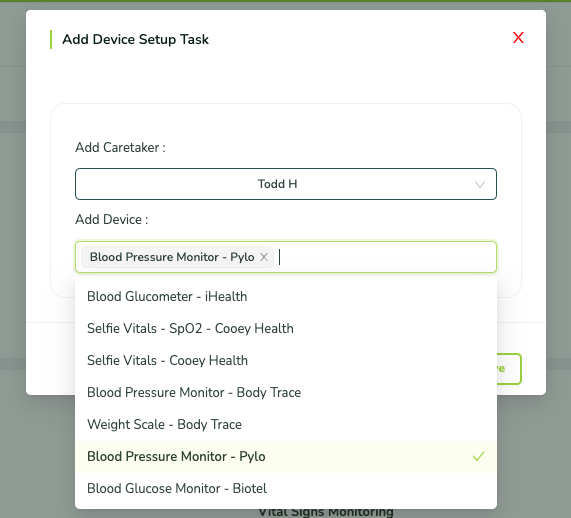 Add Device Setup Task
Add Caretaker :
Todd H
Add Device :
Blood Pressure Monitor - Pylo
Blood Glucometer - iHealth
Selfie Vitals - SpO2 - Cooey Health
Selfie Vitals - Cooey Health
Blood Pressure Monitor - Body Trace
Weight Scale - Body Trace
Blood Pressure Monitor - Pylo
Blood Glucose Monitor - Biotel
Vital Signs Monitoring